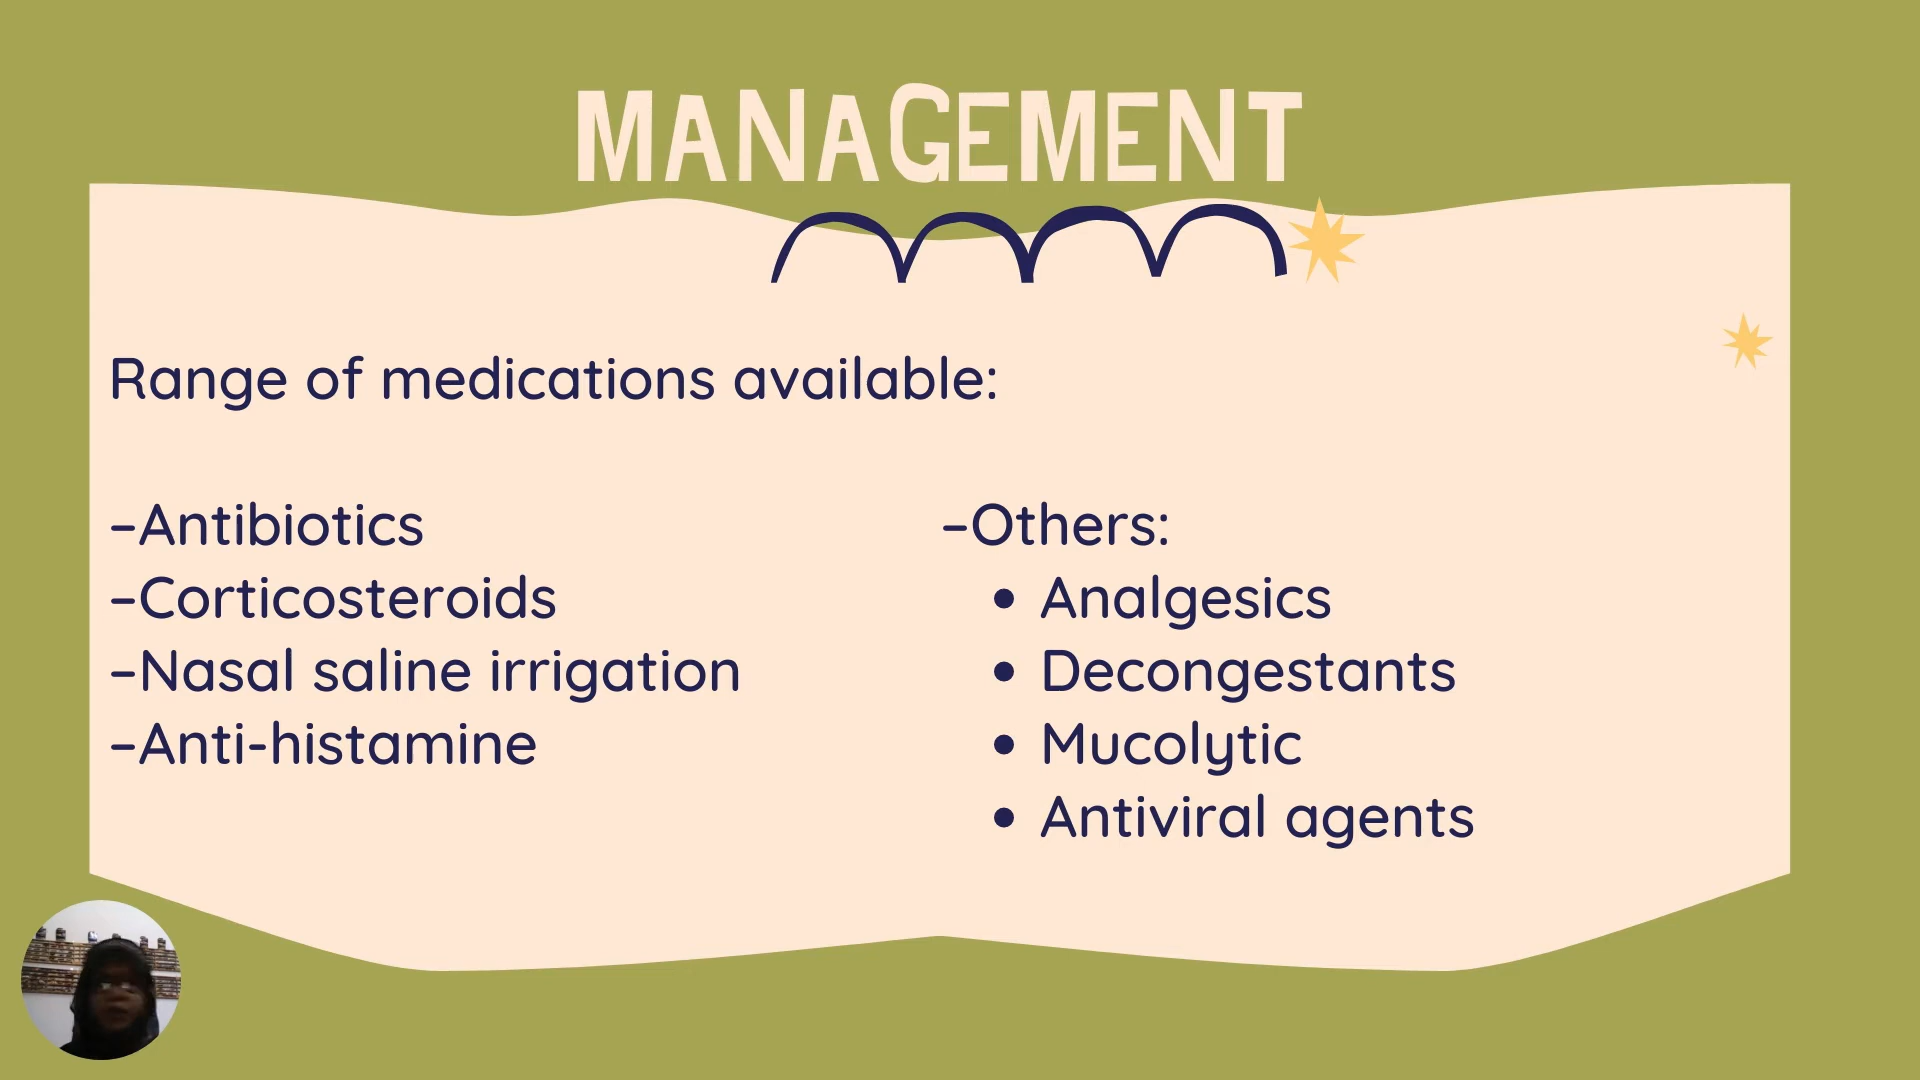 MANAGEMENT
Range of medications available:
–Antibiotics
–Corticosteroids
–Nasal saline irrigation
–Anti-histamine
–Others:
• Analgesics
• Decongestants
• Mucolytic
• Antiviral agents